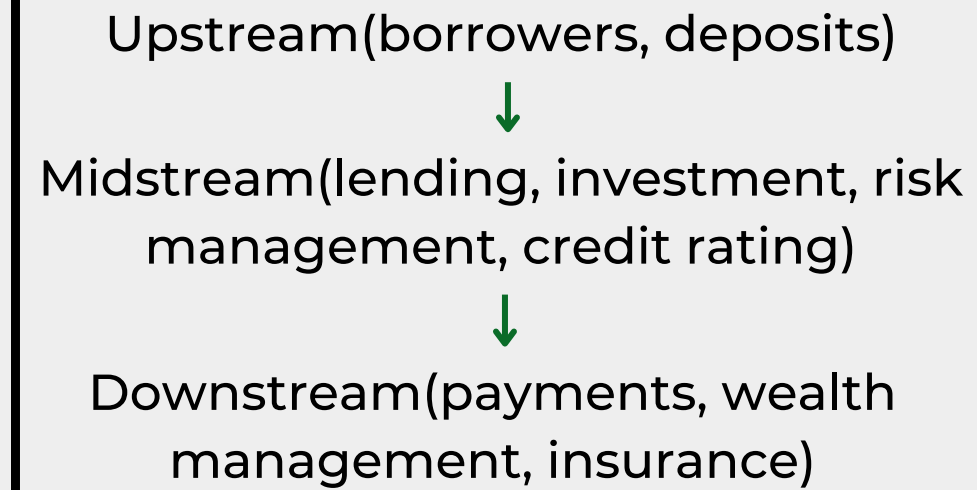 Upstream(borrowers, deposits)
Midstream(lending, investment, risk
management, credit rating)
Downstream(payments, wealth
management, insurance)